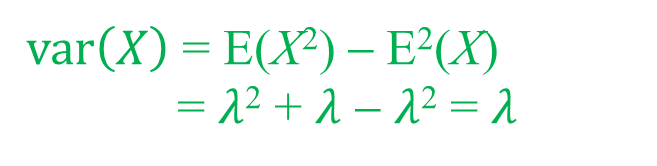 var(X) = E(X²) – E²(X)
= λ² + λ – λ² = λ